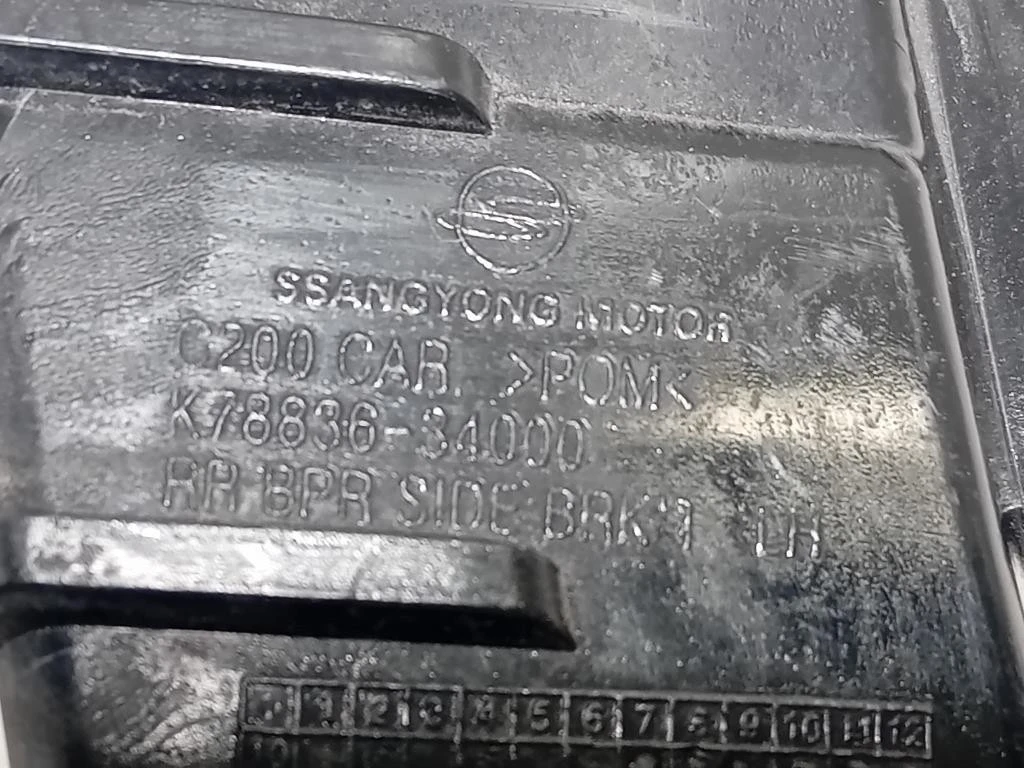 SSANGYONG MOTOR
C200 CAR. >POM<
K78836-34000
RR BPR SIDE BRK'T LH
1 2 3 4 5 6 7 8 9 10 11 12